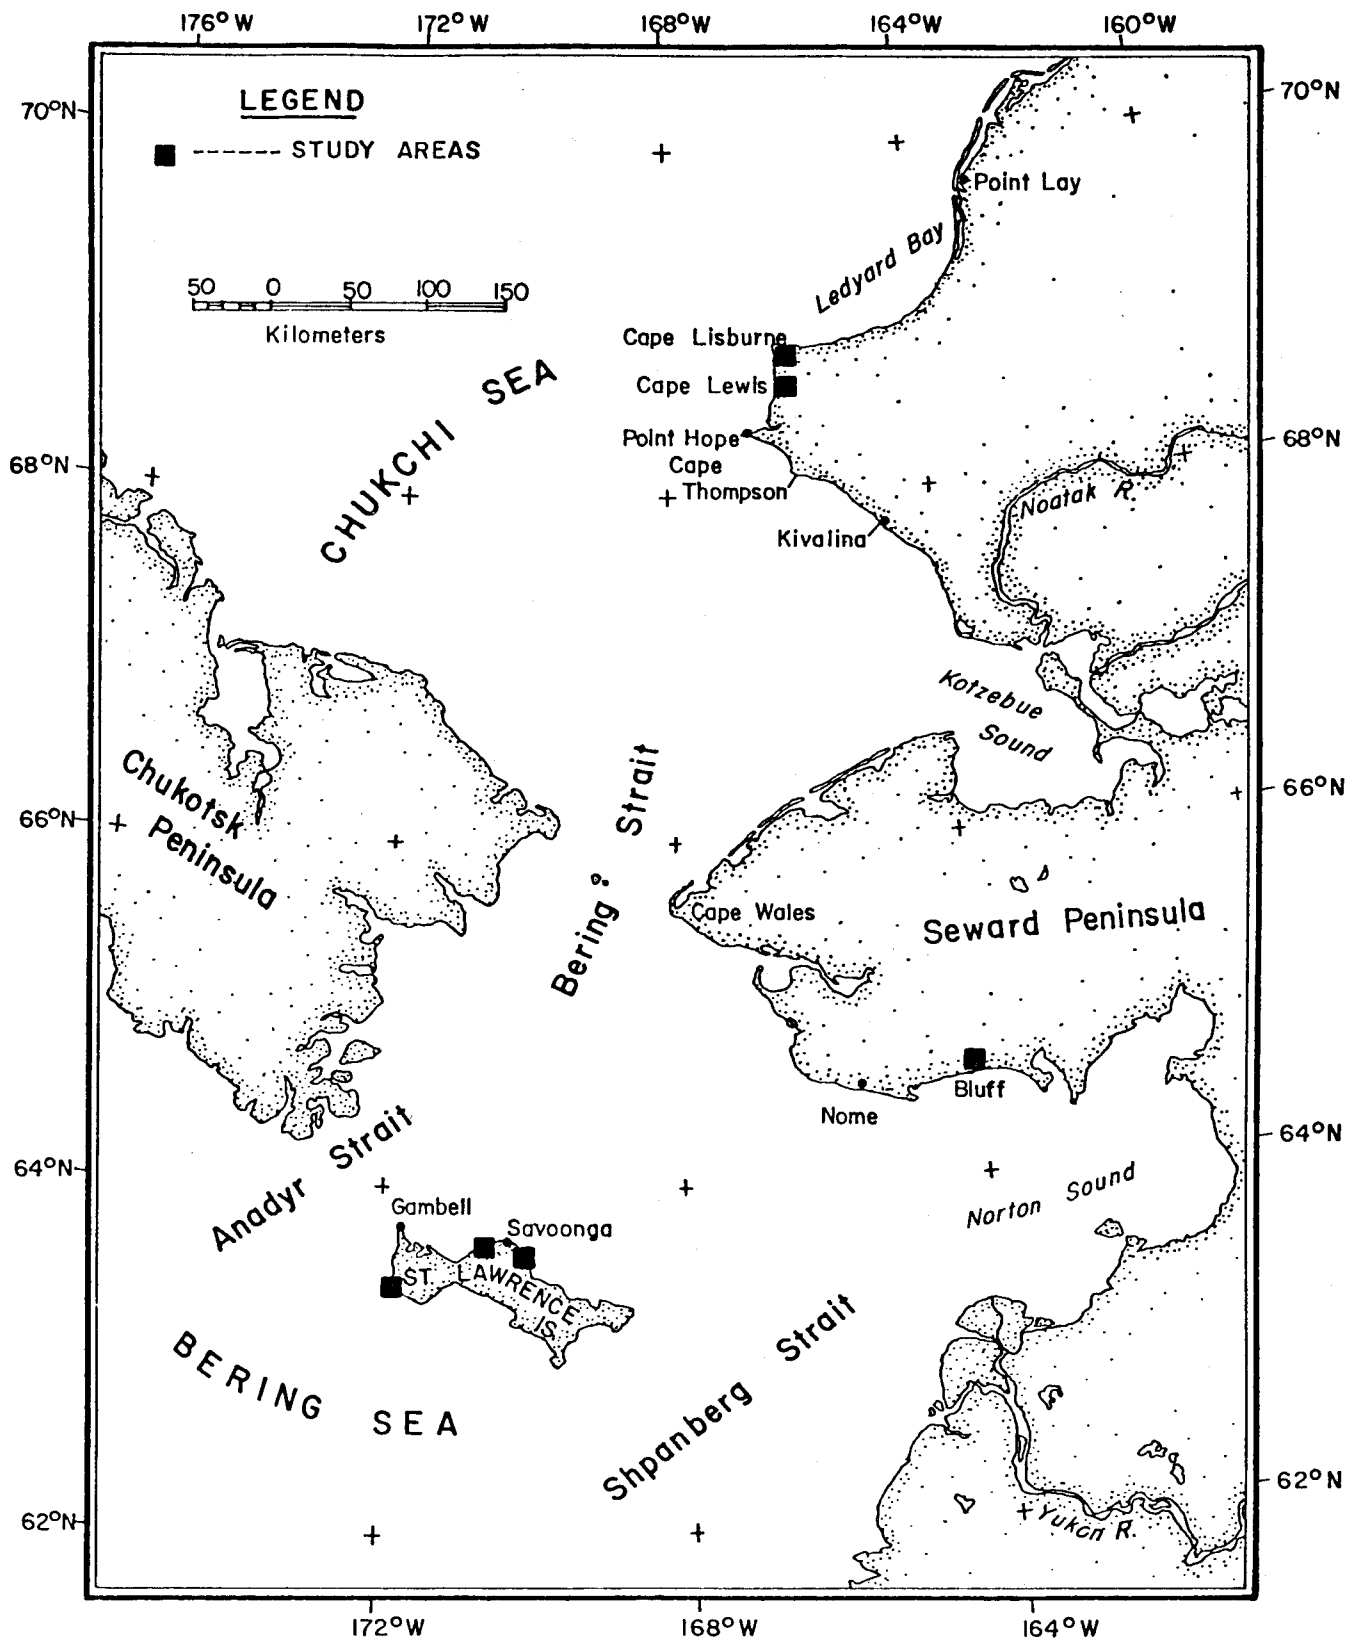 176°W 172°W 168°W 164°W 160°W
70°N
70°N
LEGEND
STUDY AREAS
Point Lay
Ledyard Bay
50 0 50 100 150
Kilometers
Cape Lisburne
CHUKCHI SEA
Cape Lewis
Point Hope
68°N
68°N
Cape
Thompson
Noatak R.
Kivalina
Kotzebue
Sound
Bering Strait
Chukotsk
Peninsula
66°N
66°N
Cape Wales
Seward Peninsula
Bluff
Nome
64°N
64°N
Anadyr Strait
Norton Sound
Gambell
Savoonga
ST. LAWRENCE
IS.
Shpanberg Strait
BERING SEA
62°N
62°N
Yukon R.
172°W 168°W 164°W